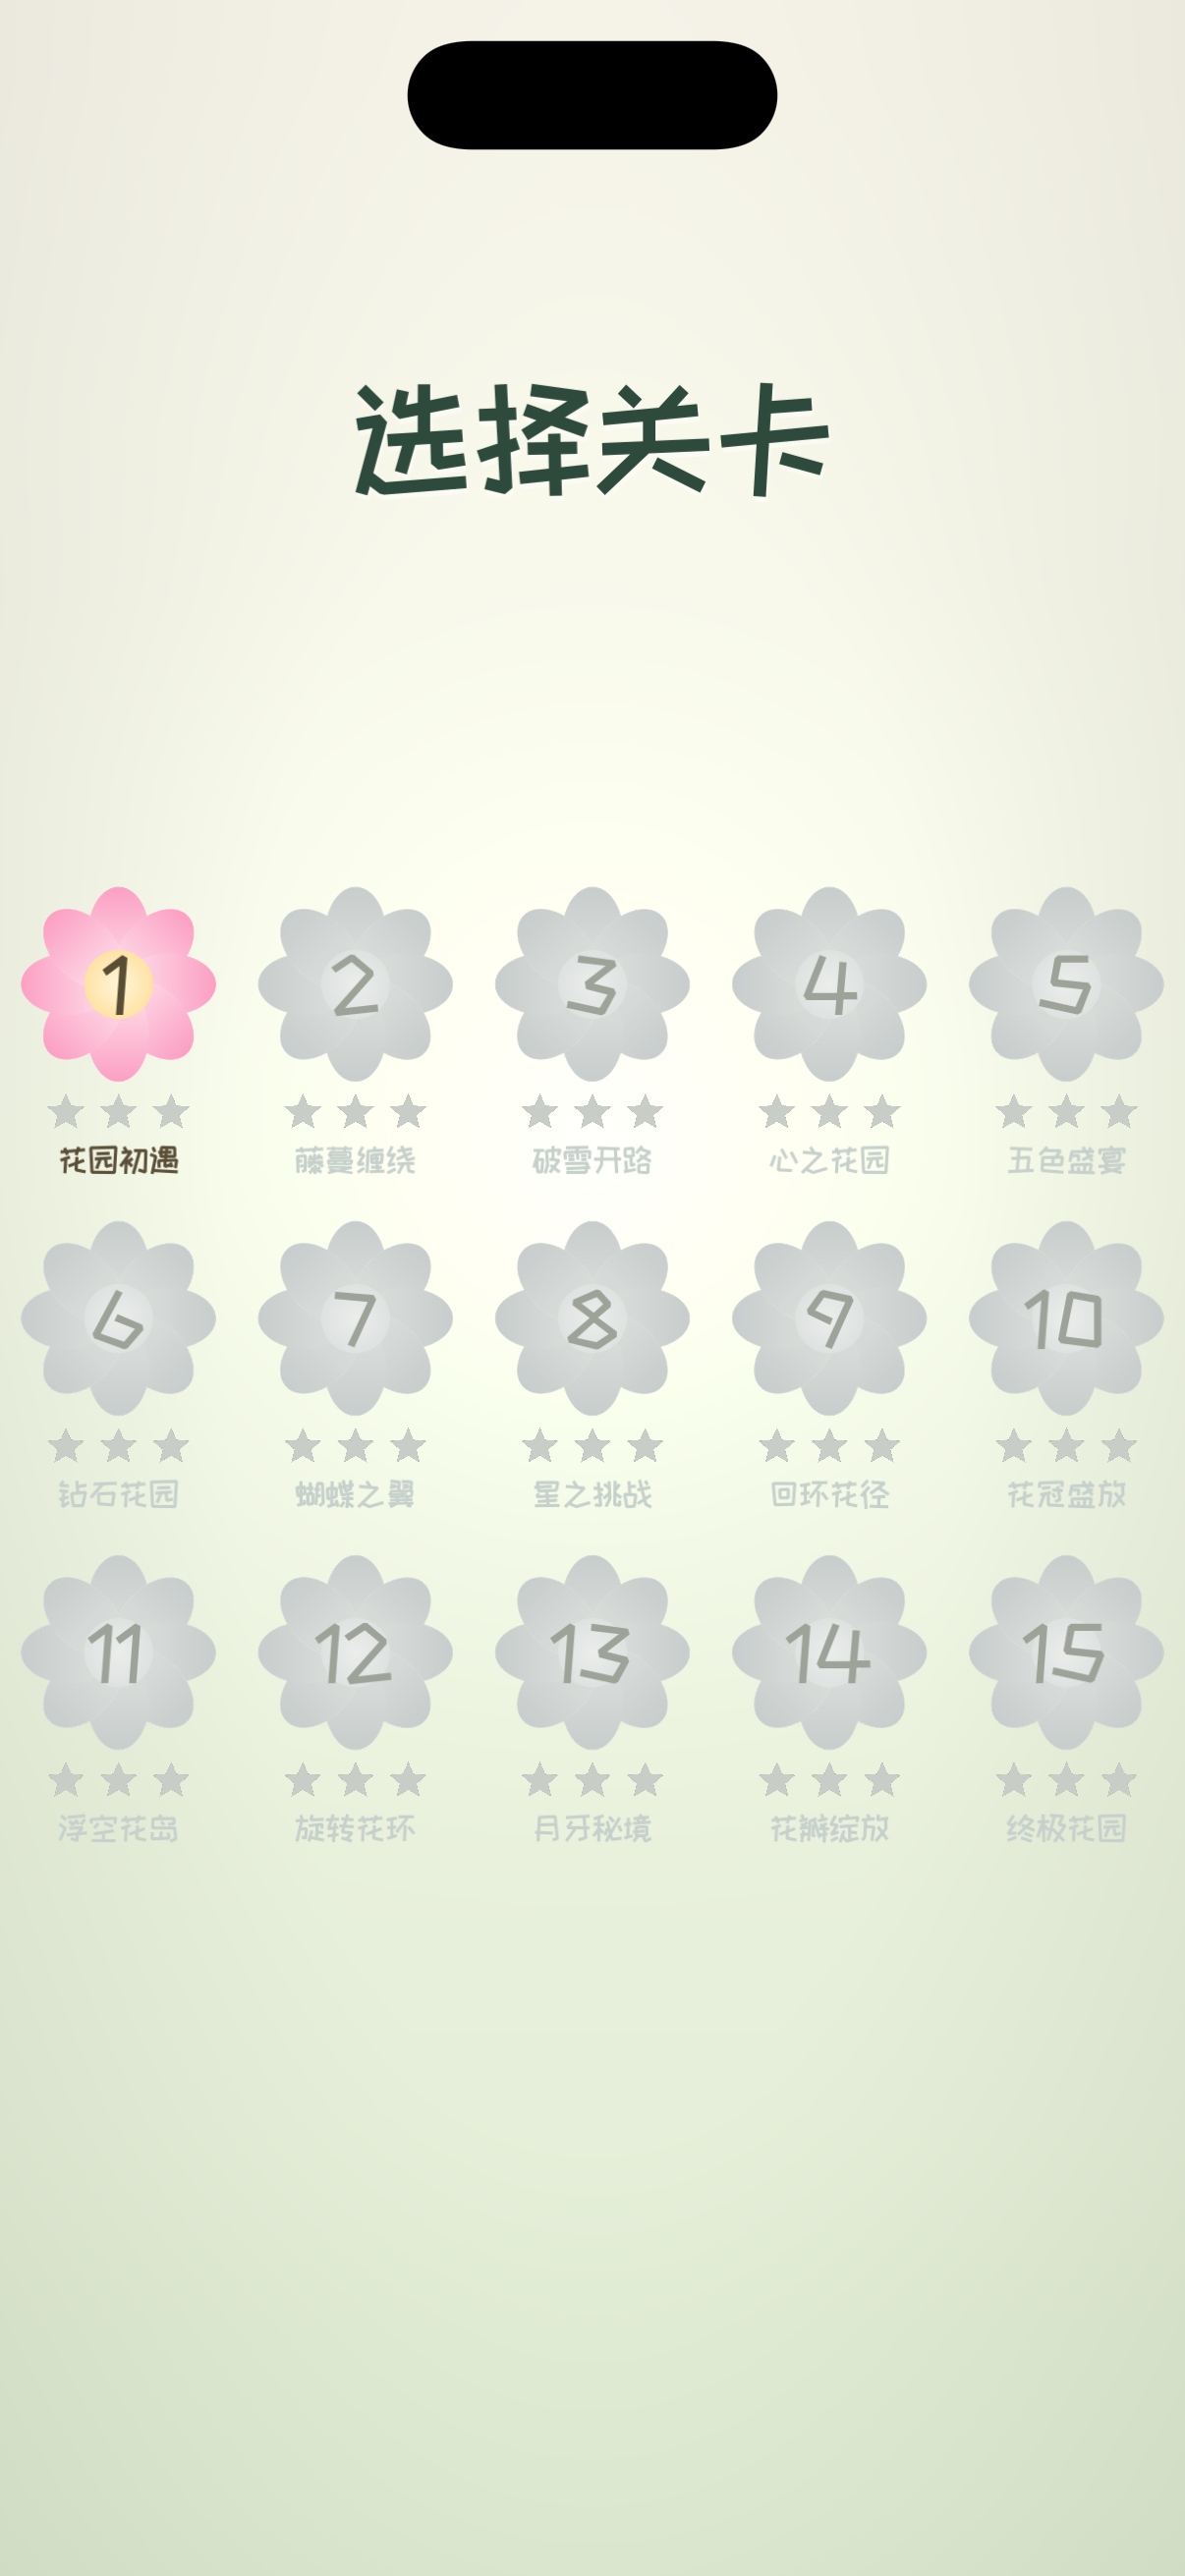 选择关卡
1 2 3 4 5
花园初遇 藤蔓缠绕 破雪开路 心之花园 五色盛宴
6 7 8 9 10
钻石花园 蝴蝶之翼 星之挑战 回环花径 花冠盛放
11 12 13 14 15
浮空花岛 旋转花环 月牙秘境 花瓣绽放 终极花园